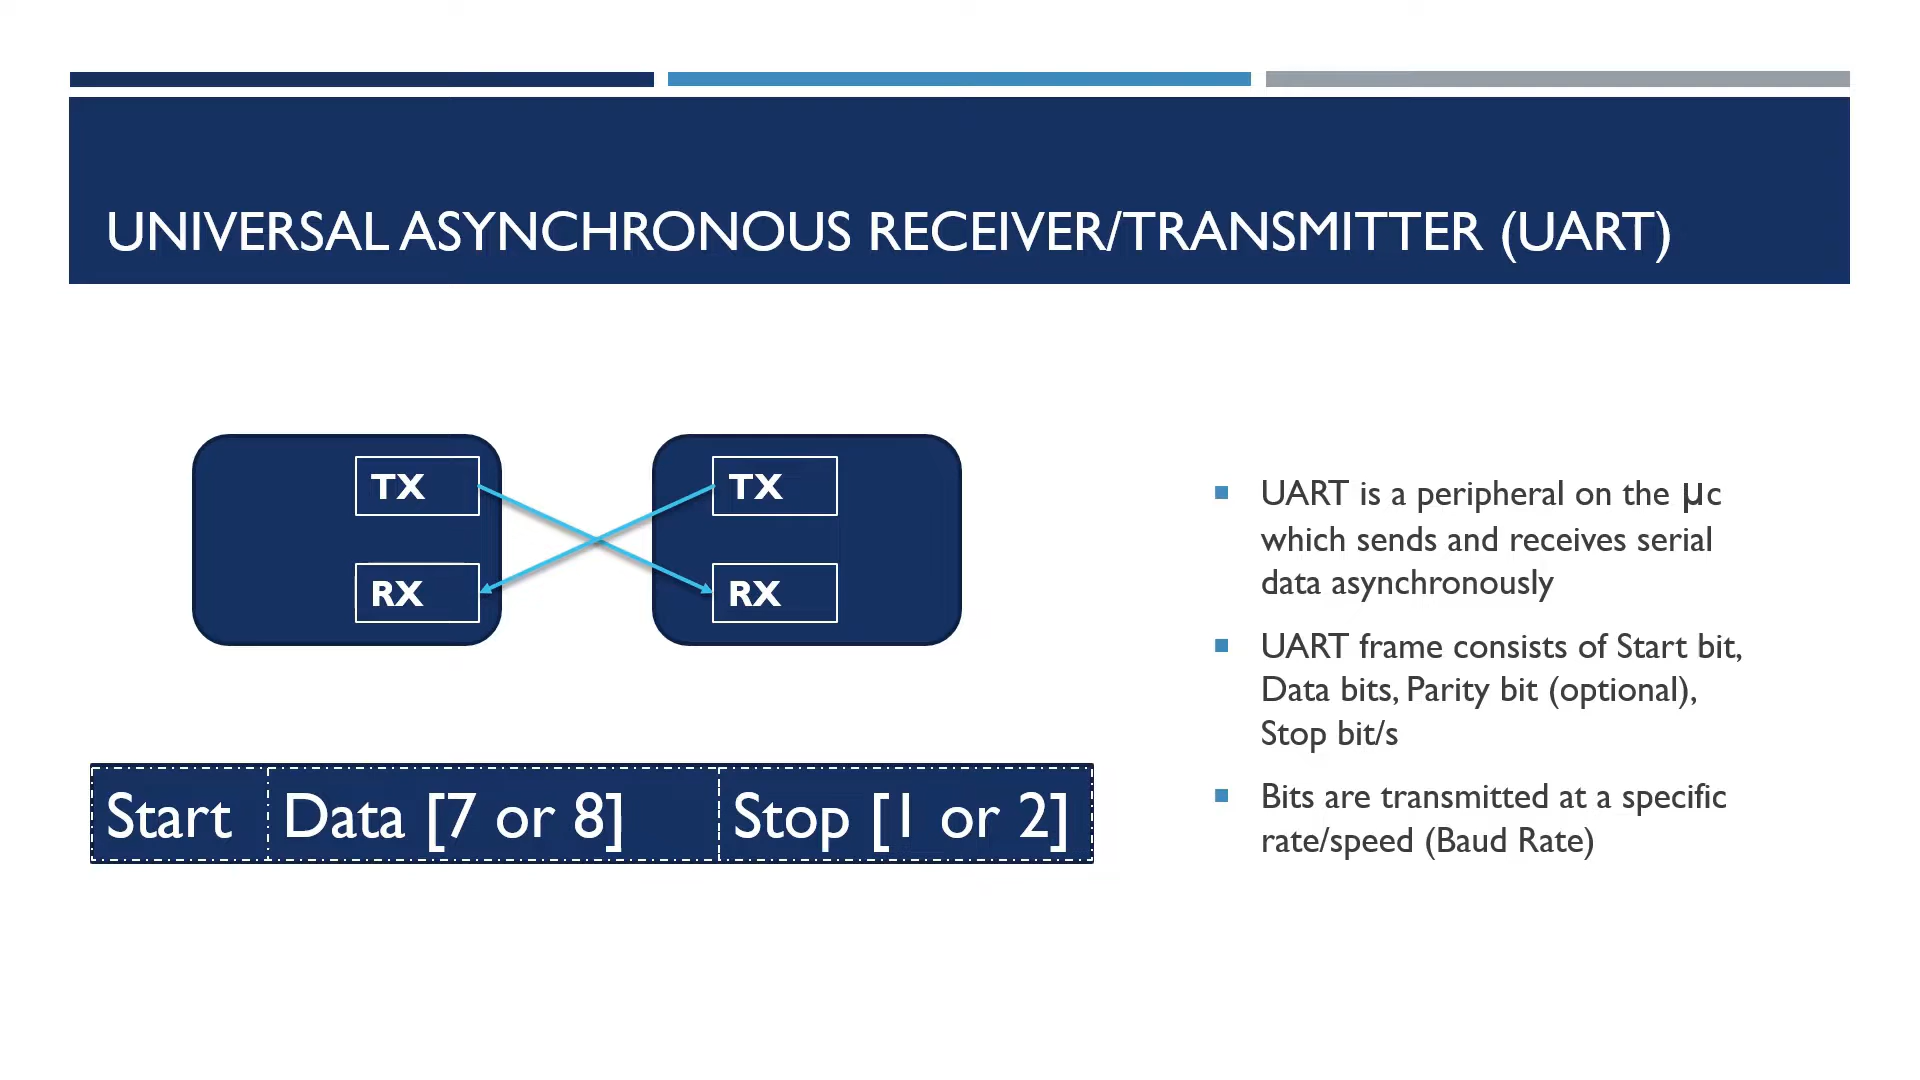 UNIVERSAL ASYNCHRONOUS RECEIVER/TRANSMITTER (UART)
TX
RX
TX
RX
Start
Data [7 or 8]
Stop [1 or 2]
UART is a peripheral on the µc
which sends and receives serial
data asynchronously
UART frame consists of Start bit,
Data bits, Parity bit (optional),
Stop bit/s
Bits are transmitted at a specific
rate/speed (Baud Rate)